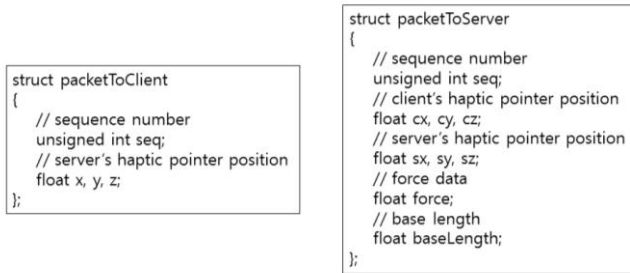 struct packetToClient
{
// sequence number
unsigned int seq;
// server's haptic pointer position
float x, y, z;
};
struct packetToServer
{
// sequence number
unsigned int seq;
// client's haptic pointer position
float cx, cy, cz;
// server's haptic pointer position
float sx, sy, sz;
// force data
float force;
// base length
float baseLength;
};